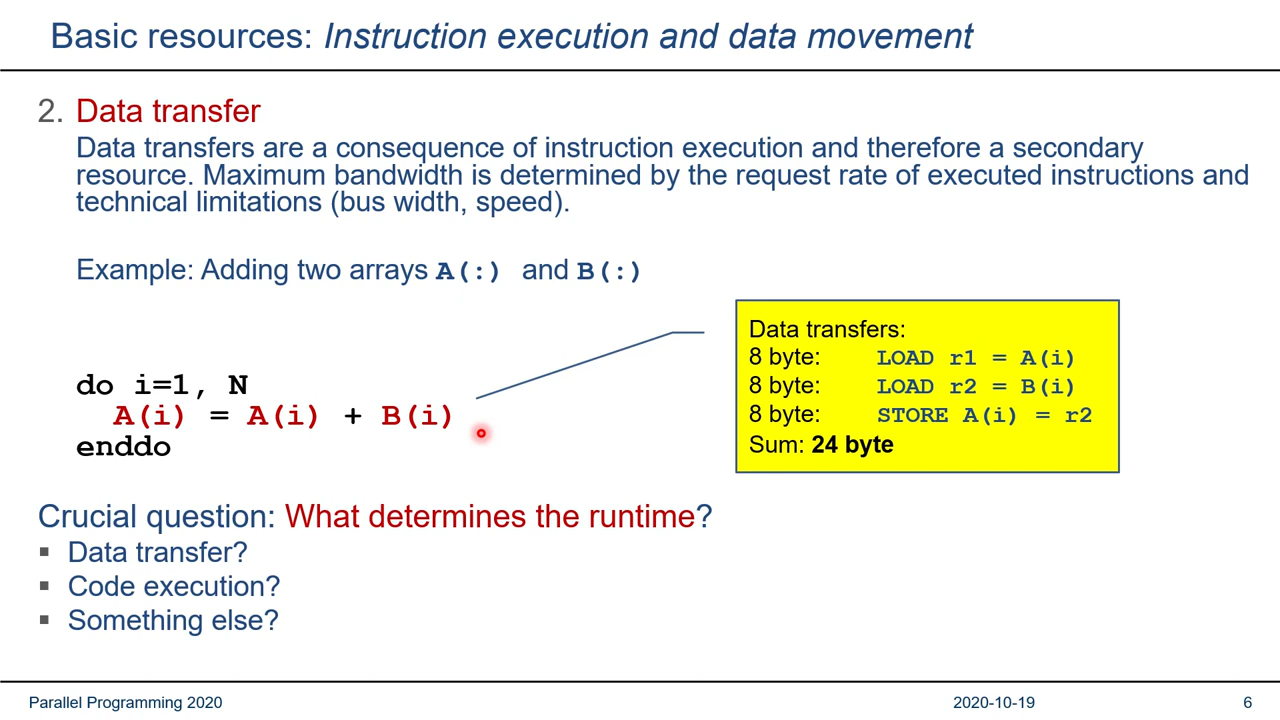 Basic resources: Instruction execution and data movement
2. Data transfer
Data transfers are a consequence of instruction execution and therefore a secondary
resource. Maximum bandwidth is determined by the request rate of executed instructions and
technical limitations (bus width, speed).
Example: Adding two arrays A(:) and B(:)
do i=1, N
A(i) = A(i) + B(i)
enddo
Data transfers:
8 byte: LOAD r1 = A(i)
8 byte: LOAD r2 = B(i)
8 byte: STORE A(i) = r2
Sum: 24 byte
Crucial question: What determines the runtime?
▪ Data transfer?
▪ Code execution?
▪ Something else?
Parallel Programming 2020 2020-10-19 6